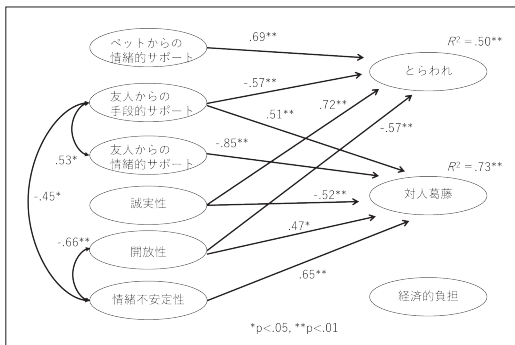 ペットからの
情緒的サポート
友人からの
手段的サポート
友人からの
情緒的サポート
誠実性
開放性
情緒不安定性
.53*
-.45*
-.66**
.69**
-.57**
.72**
.51**
-.57**
-.85**
-.52**
.47*
.65**
R² = .50**
とらわれ
R² = .73**
対人葛藤
経済的負担
*p<.05, **p<.01